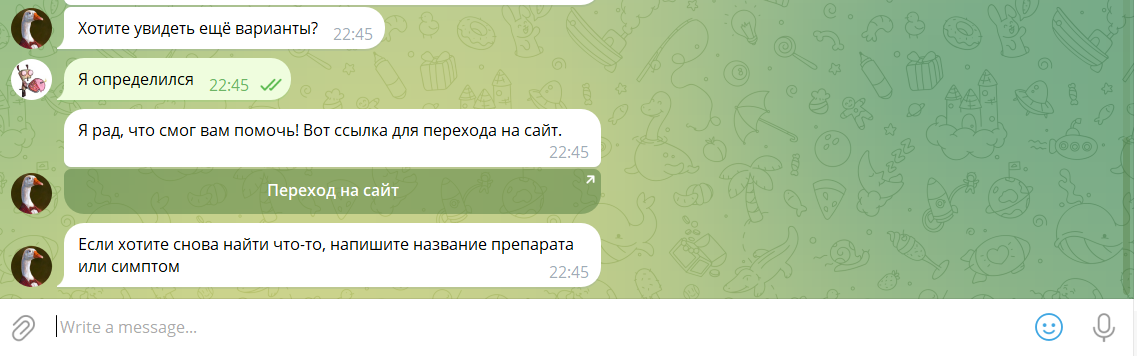 Хотите увидеть ещё варианты? 22:45
Я определился 22:45
Я рад, что смог вам помочь! Вот ссылка для перехода на сайт.
22:45
Переход на сайт
Если хотите снова найти что-то, напишите название препарата
или симптом 22:45
Write a message...